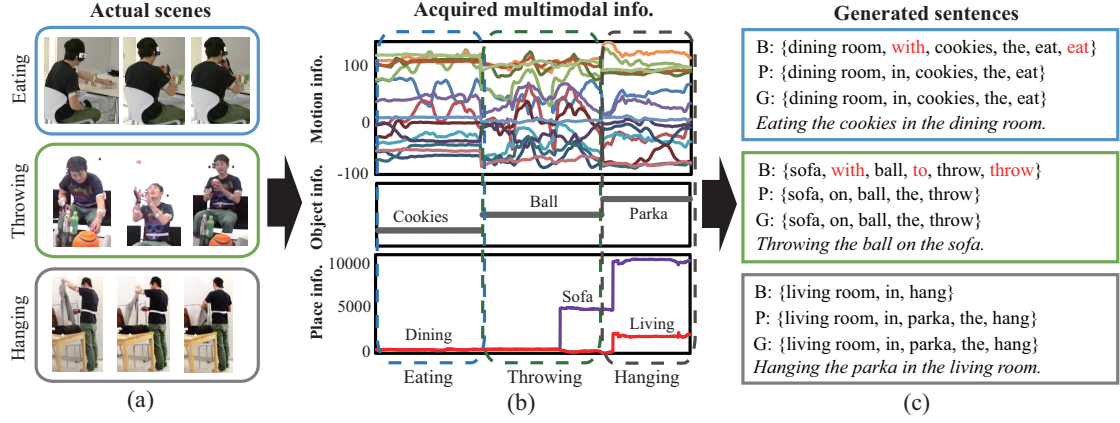 Actual scenes
Eating
Throwing
Hanging
(a)
Acquired multimodal info.
Motion info.
100
0
-100
Object info.
Cookies
Ball
Parka
Place info.
10000
5000
0
Dining
Sofa
Living
Eating
Throwing
Hanging
(b)
Generated sentences
B: {dining room, with, cookies, the, eat, eat}
P: {dining room, in, cookies, the, eat}
G: {dining room, in, cookies, the, eat}
Eating the cookies in the dining room.
B: {sofa, with, ball, to, throw, throw}
P: {sofa, on, ball, the, throw}
G: {sofa, on, ball, the, throw}
Throwing the ball on the sofa.
B: {living room, in, hang}
P: {living room, in, parka, the, hang}
G: {living room, in, parka, the, hang}
Hanging the parka in the living room.
(c)